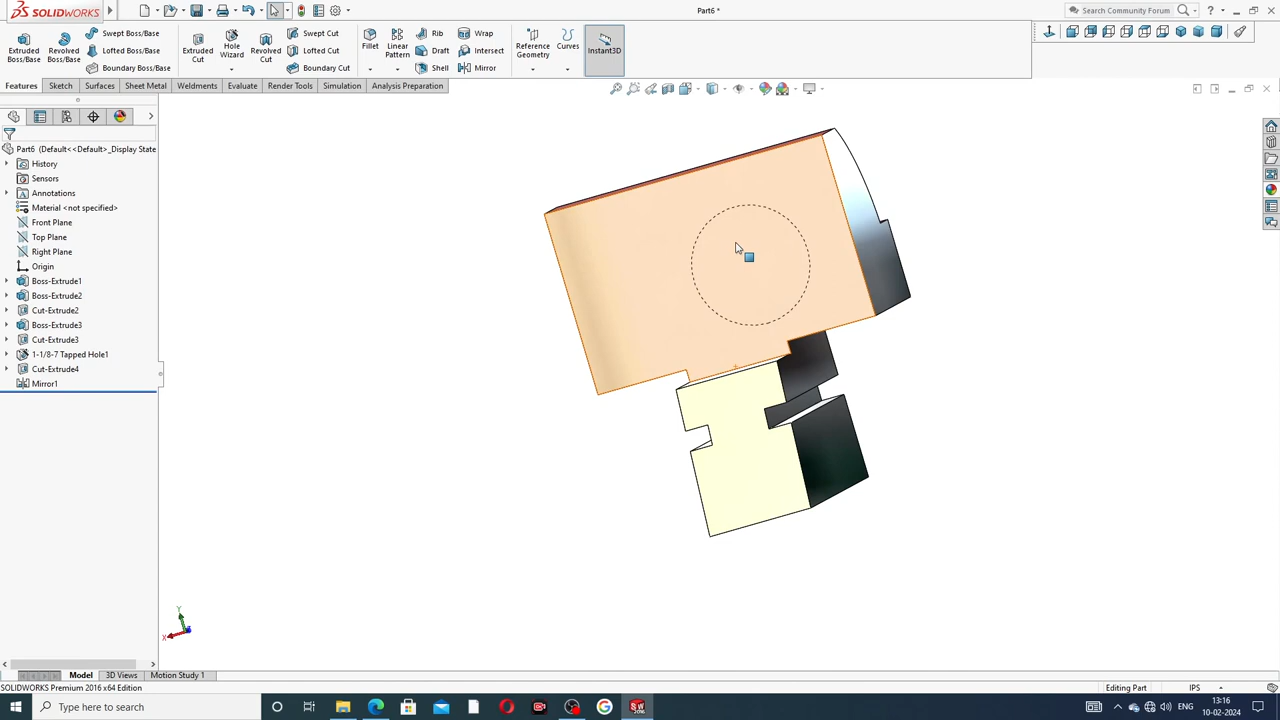 SOLIDWORKS
Part6 *
Search Community Forum
Extruded Boss/Base
Revolved Boss/Base
Swept Boss/Base
Lofted Boss/Base
Boundary Boss/Base
Extruded Cut
Hole Wizard
Revolved Cut
Swept Cut
Lofted Cut
Boundary Cut
Fillet
Linear Pattern
Rib
Draft
Shell
Wrap
Intersect
Mirror
Reference Geometry
Curves
Instant3D
Features
Sketch
Surfaces
Sheet Metal
Weldments
Evaluate
Render Tools
Simulation
Analysis Preparation
Part6 (Default<<Default>_Display State
History
Sensors
Annotations
Material <not specified>
Front Plane
Top Plane
Right Plane
Origin
Boss-Extrude1
Boss-Extrude2
Cut-Extrude2
Boss-Extrude3
Cut-Extrude3
1-1/8-7 Tapped Hole1
Cut-Extrude4
Mirror1
Y
X
Model
3D Views
Motion Study 1
SOLIDWORKS Premium 2016 x64 Edition
Editing Part
IPS
Type here to search
ENG
13:16
10-02-2024